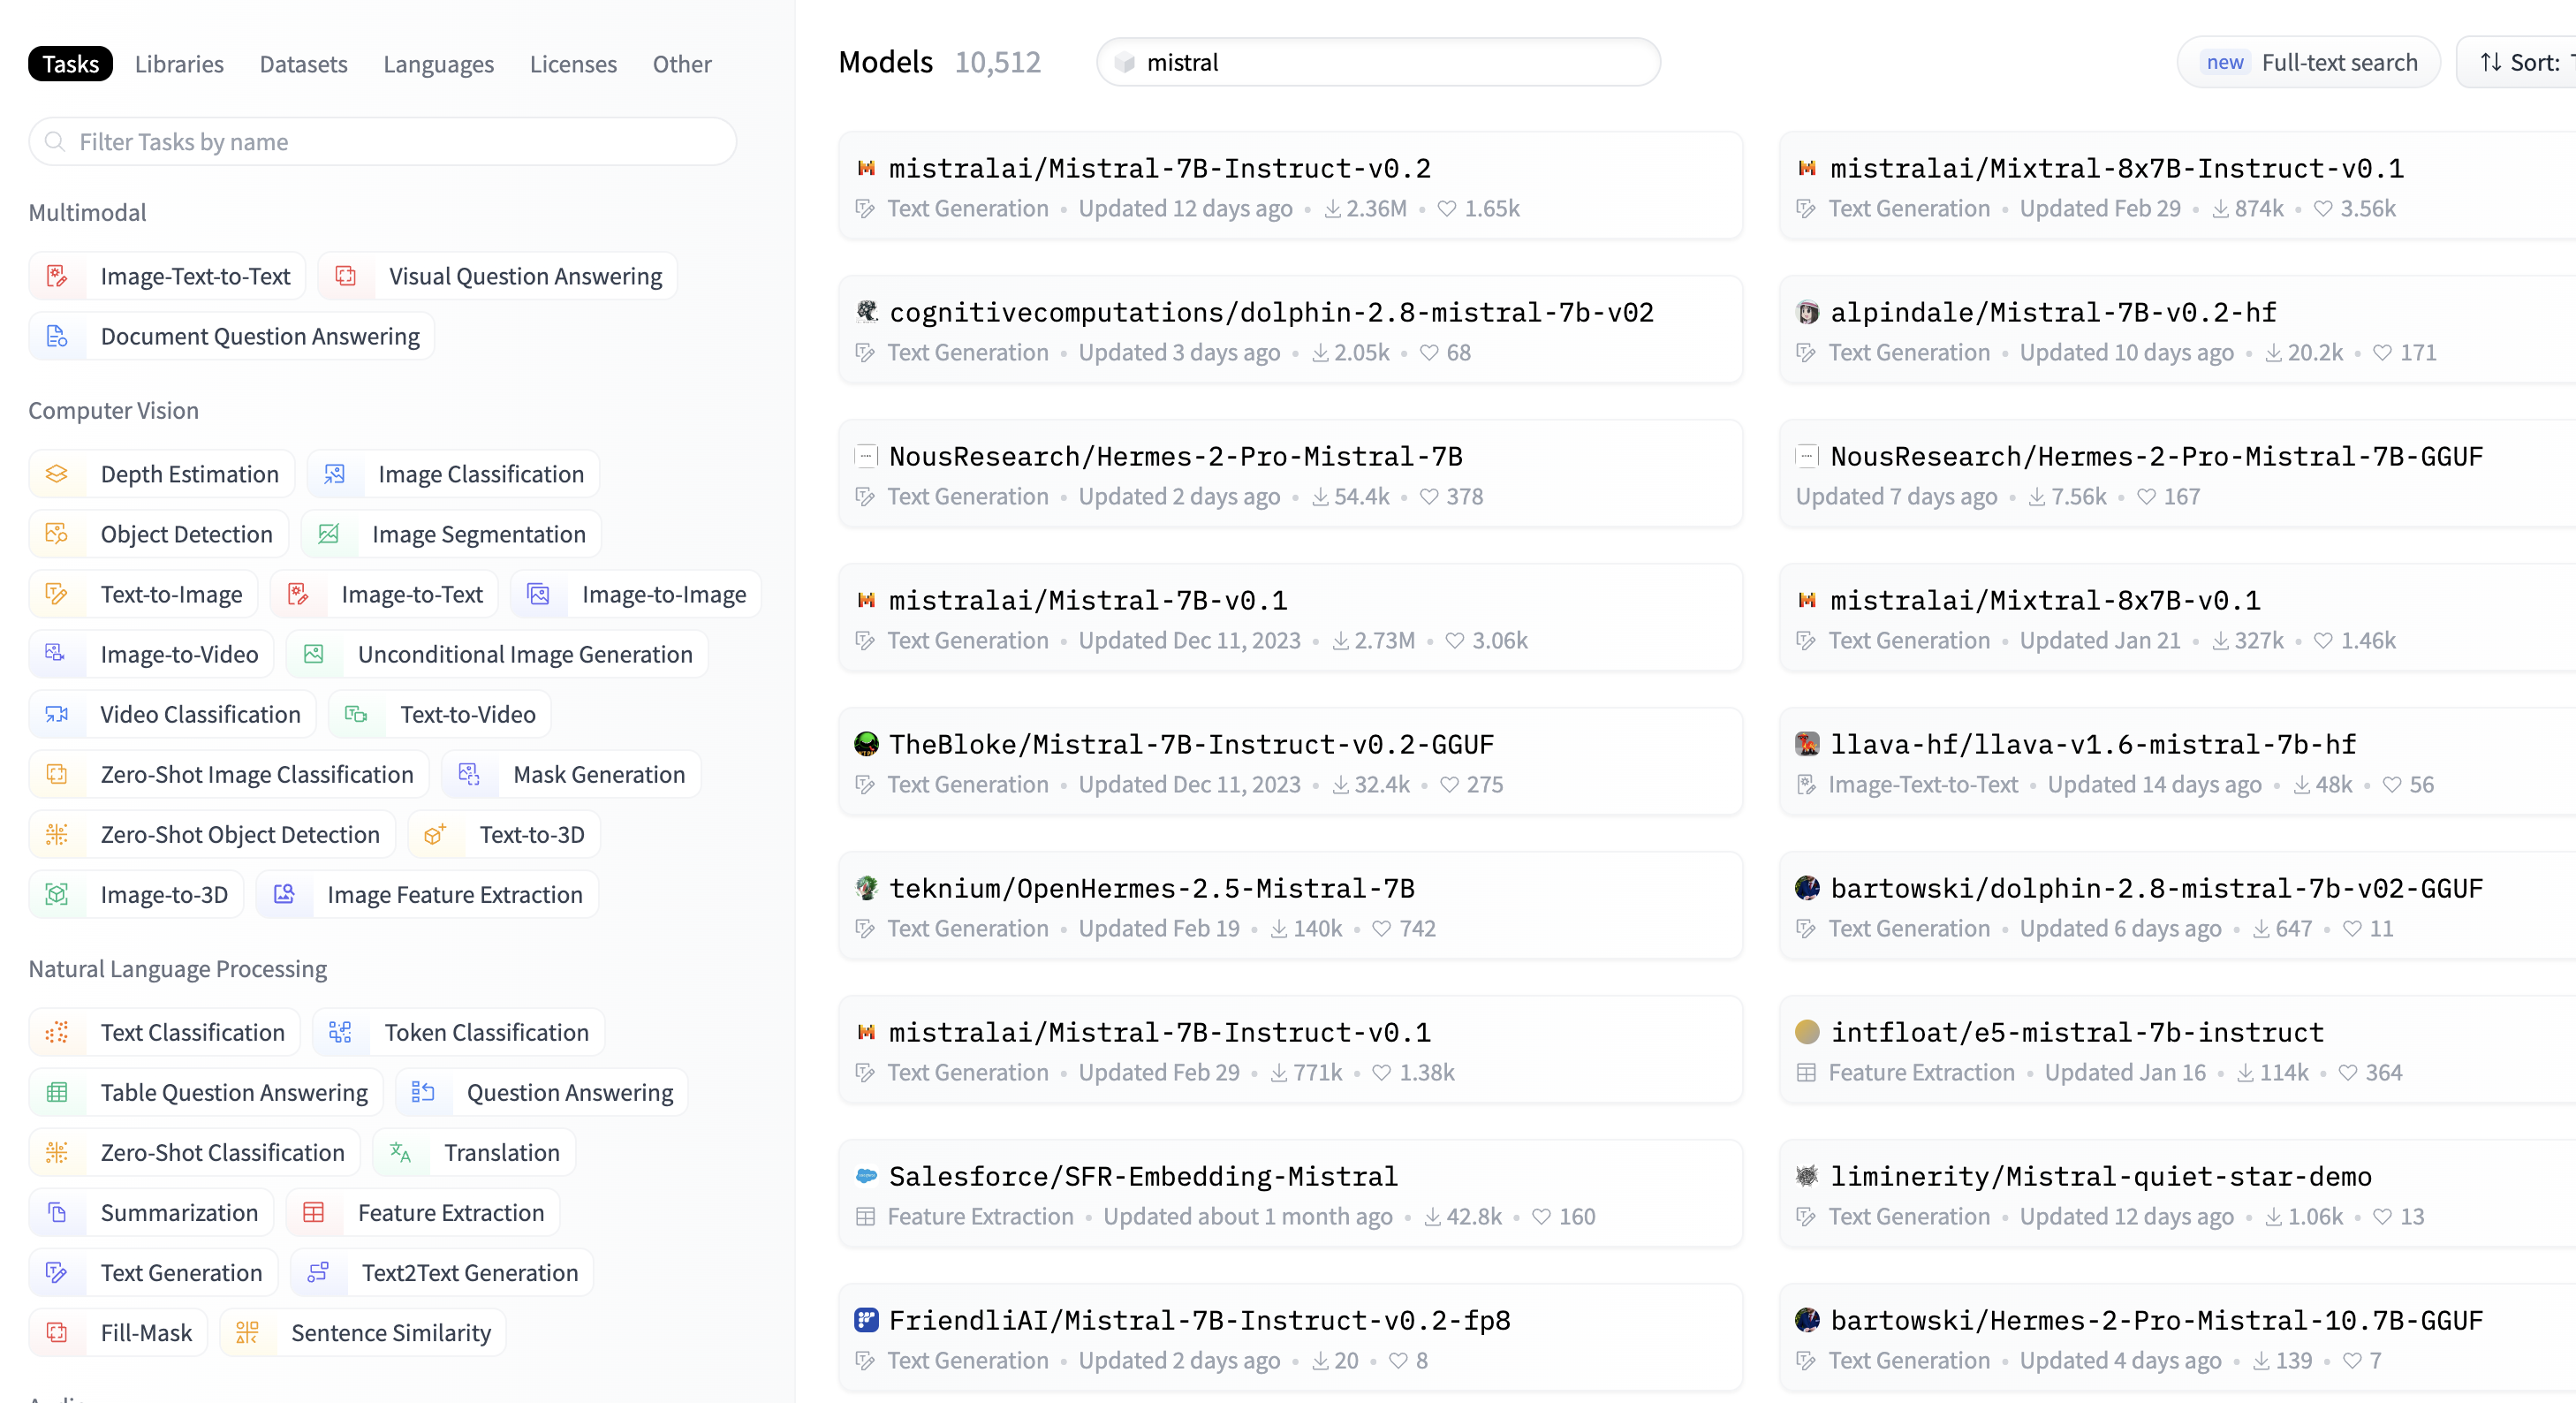 Tasks Libraries Datasets Languages Licenses Other
Filter Tasks by name
Multimodal
Image-Text-to-Text Visual Question Answering
Document Question Answering
Computer Vision
Depth Estimation Image Classification
Object Detection Image Segmentation
Text-to-Image Image-to-Text Image-to-Image
Image-to-Video Unconditional Image Generation
Video Classification Text-to-Video
Zero-Shot Image Classification Mask Generation
Zero-Shot Object Detection Text-to-3D
Image-to-3D Image Feature Extraction
Natural Language Processing
Text Classification Token Classification
Table Question Answering Question Answering
Zero-Shot Classification Translation
Summarization Feature Extraction
Text Generation Text2Text Generation
Fill-Mask Sentence Similarity
Models 10,512 mistral new Full-text search Sort:
mistralai/Mistral-7B-Instruct-v0.2
Text Generation • Updated 12 days ago • 2.36M • 1.65k
mistralai/Mixtral-8x7B-Instruct-v0.1
Text Generation • Updated Feb 29 • 874k • 3.56k
cognitivecomputations/dolphin-2.8-mistral-7b-v02
Text Generation • Updated 3 days ago • 2.05k • 68
alpindale/Mistral-7B-v0.2-hf
Text Generation • Updated 10 days ago • 20.2k • 171
NousResearch/Hermes-2-Pro-Mistral-7B
Text Generation • Updated 2 days ago • 54.4k • 378
NousResearch/Hermes-2-Pro-Mistral-7B-GGUF
Updated 7 days ago • 7.56k • 167
mistralai/Mistral-7B-v0.1
Text Generation • Updated Dec 11, 2023 • 2.73M • 3.06k
mistralai/Mixtral-8x7B-v0.1
Text Generation • Updated Jan 21 • 327k • 1.46k
TheBloke/Mistral-7B-Instruct-v0.2-GGUF
Text Generation • Updated Dec 11, 2023 • 32.4k • 275
llava-hf/llava-v1.6-mistral-7b-hf
Image-Text-to-Text • Updated 14 days ago • 48k • 56
teknium/OpenHermes-2.5-Mistral-7B
Text Generation • Updated Feb 19 • 140k • 742
bartowski/dolphin-2.8-mistral-7b-v02-GGUF
Text Generation • Updated 6 days ago • 647 • 11
mistralai/Mistral-7B-Instruct-v0.1
Text Generation • Updated Feb 29 • 771k • 1.38k
intfloat/e5-mistral-7b-instruct
Feature Extraction • Updated Jan 16 • 114k • 364
Salesforce/SFR-Embedding-Mistral
Feature Extraction • Updated about 1 month ago • 42.8k • 160
liminerity/Mistral-quiet-star-demo
Text Generation • Updated 12 days ago • 1.06k • 13
FriendliAI/Mistral-7B-Instruct-v0.2-fp8
Text Generation • Updated 2 days ago • 20 • 8
bartowski/Hermes-2-Pro-Mistral-10.7B-GGUF
Text Generation • Updated 4 days ago • 139 • 7